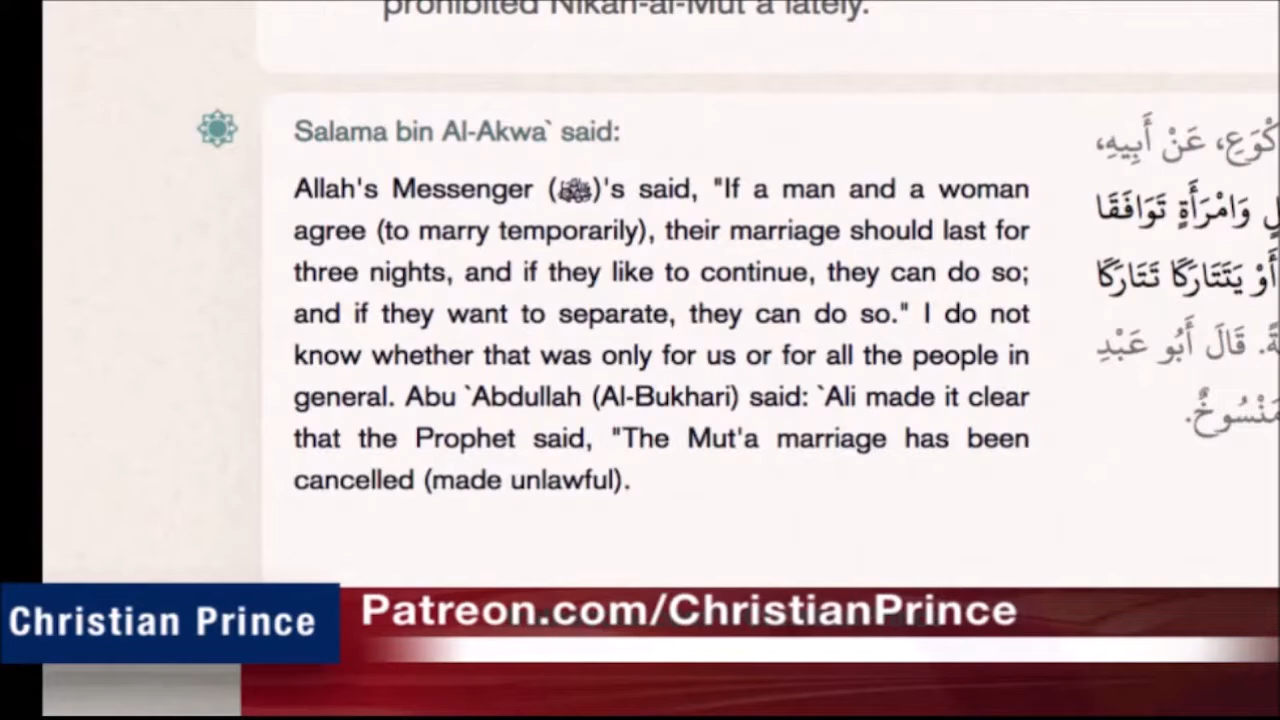 prohibited Nikah-al-Mut'a lately.
Salama bin Al-Akwa` said:
Allah's Messenger (ﷺ)'s said, "If a man and a woman
agree (to marry temporarily), their marriage should last for
three nights, and if they like to continue, they can do so;
and if they want to separate, they can do so." I do not
know whether that was only for us or for all the people in
general. Abu `Abdullah (Al-Bukhari) said: `Ali made it clear
that the Prophet said, "The Mut'a marriage has been
cancelled (made unlawful).
عَنْ أَبِيهِ،
وَامْرَأَةٍ تَوَافَقَا
أَوْ يَتَتَارَكَا تَتَارَكَا
قَالَ أَبُو عَبْدِ
مَنْسُوخٌ.
Christian Prince
Patreon.com/ChristianPrince